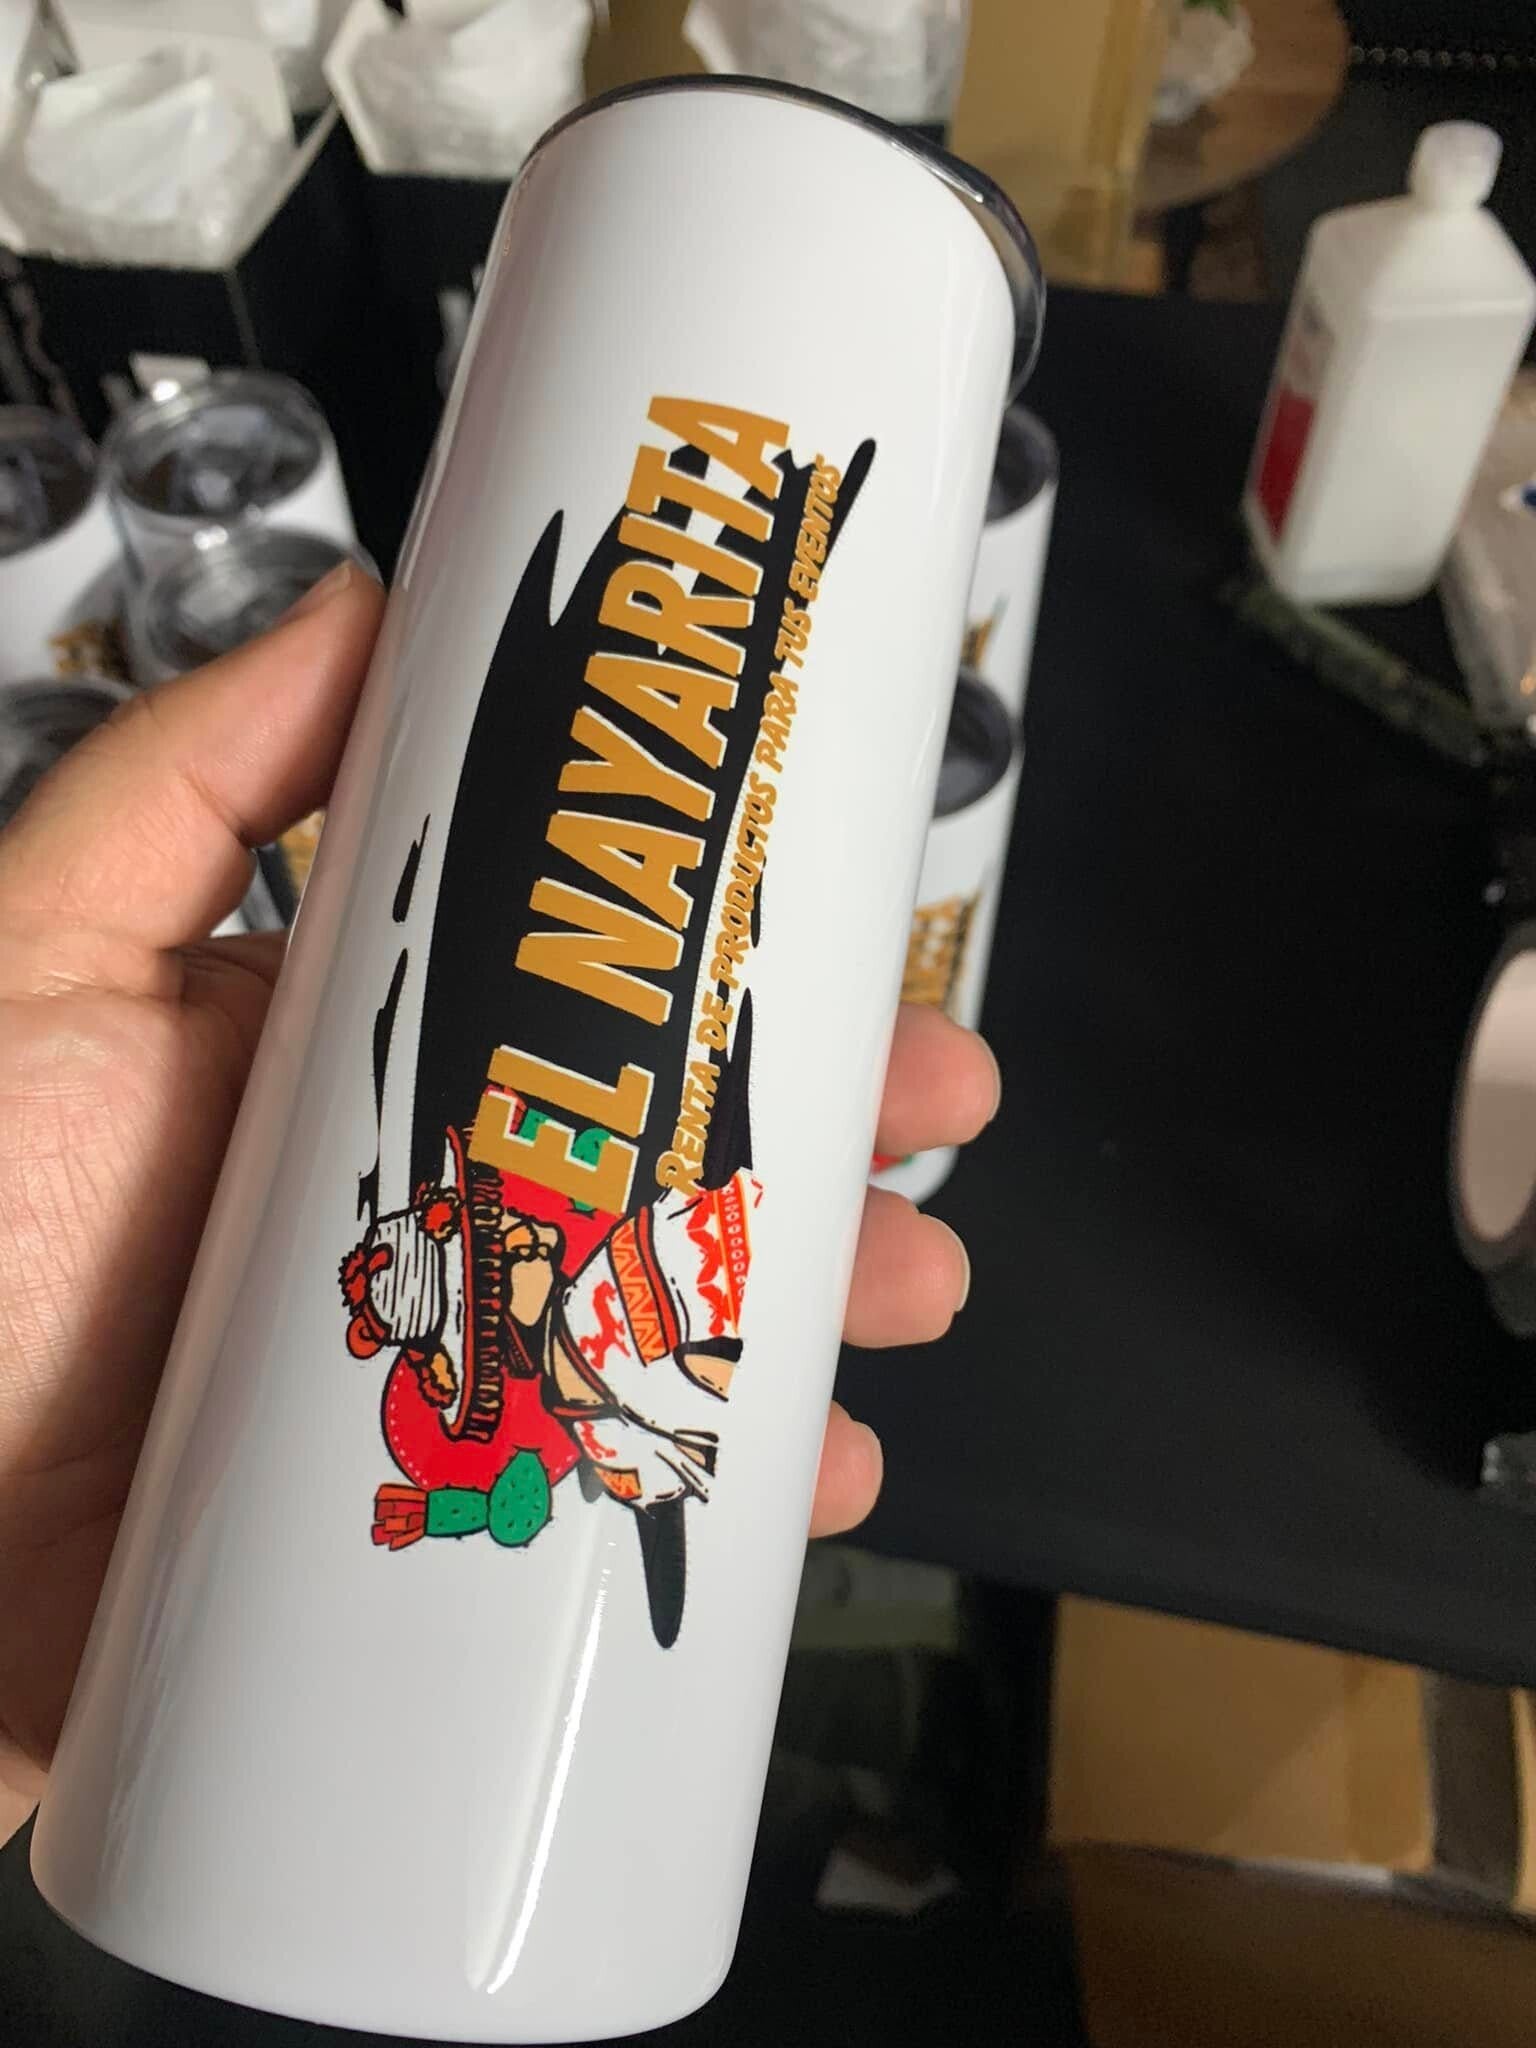 EL NAYARITA
RENTA DE PRODUCTOS PARA TUS EVENTOS